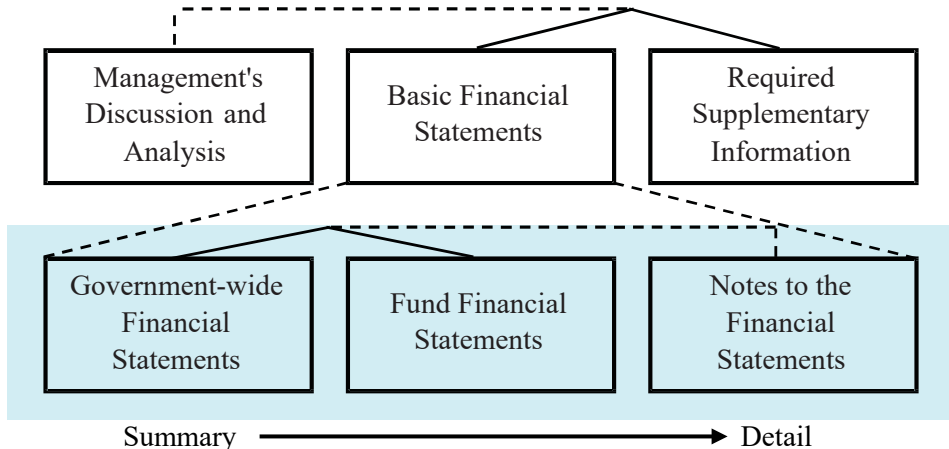 Management's
Discussion and
Analysis
Basic Financial
Statements
Required
Supplementary
Information
Government-wide
Financial
Statements
Fund Financial
Statements
Notes to the
Financial
Statements
Summary
Detail